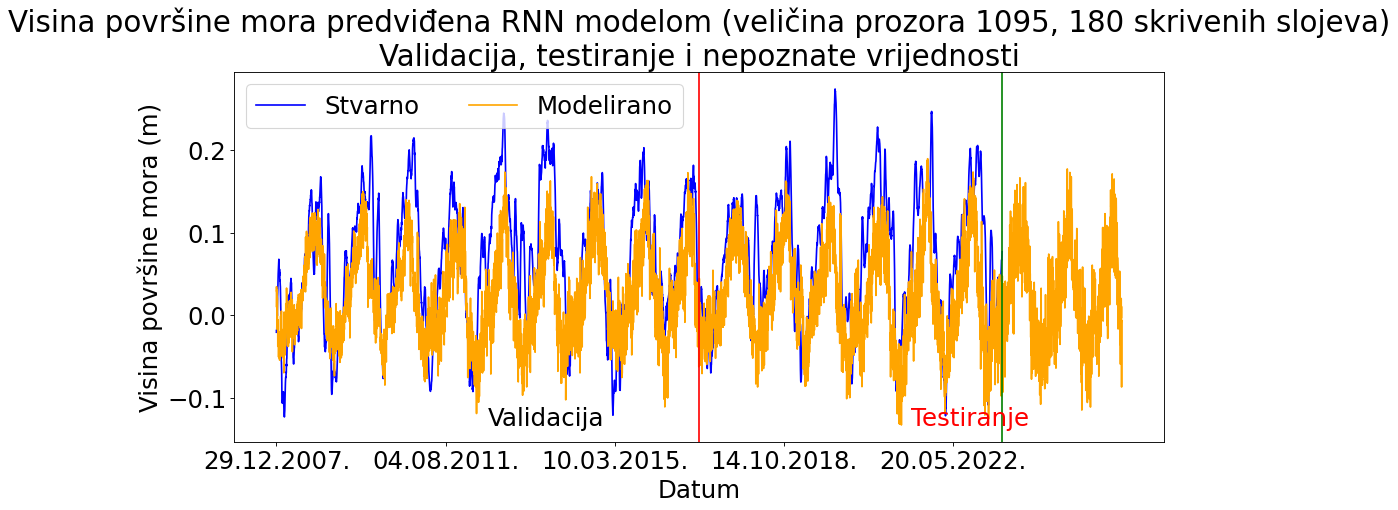 Visina površine mora predviđena RNN modelom (veličina prozora 1095, 180 skrivenih slojeva)
Validacija, testiranje i nepoznate vrijednosti
Stvarno
Modelirano
Visina površine mora (m)
0.2
0.1
0.0
−0.1
Validacija
Testiranje
29.12.2007.
04.08.2011.
10.03.2015.
14.10.2018.
20.05.2022.
Datum